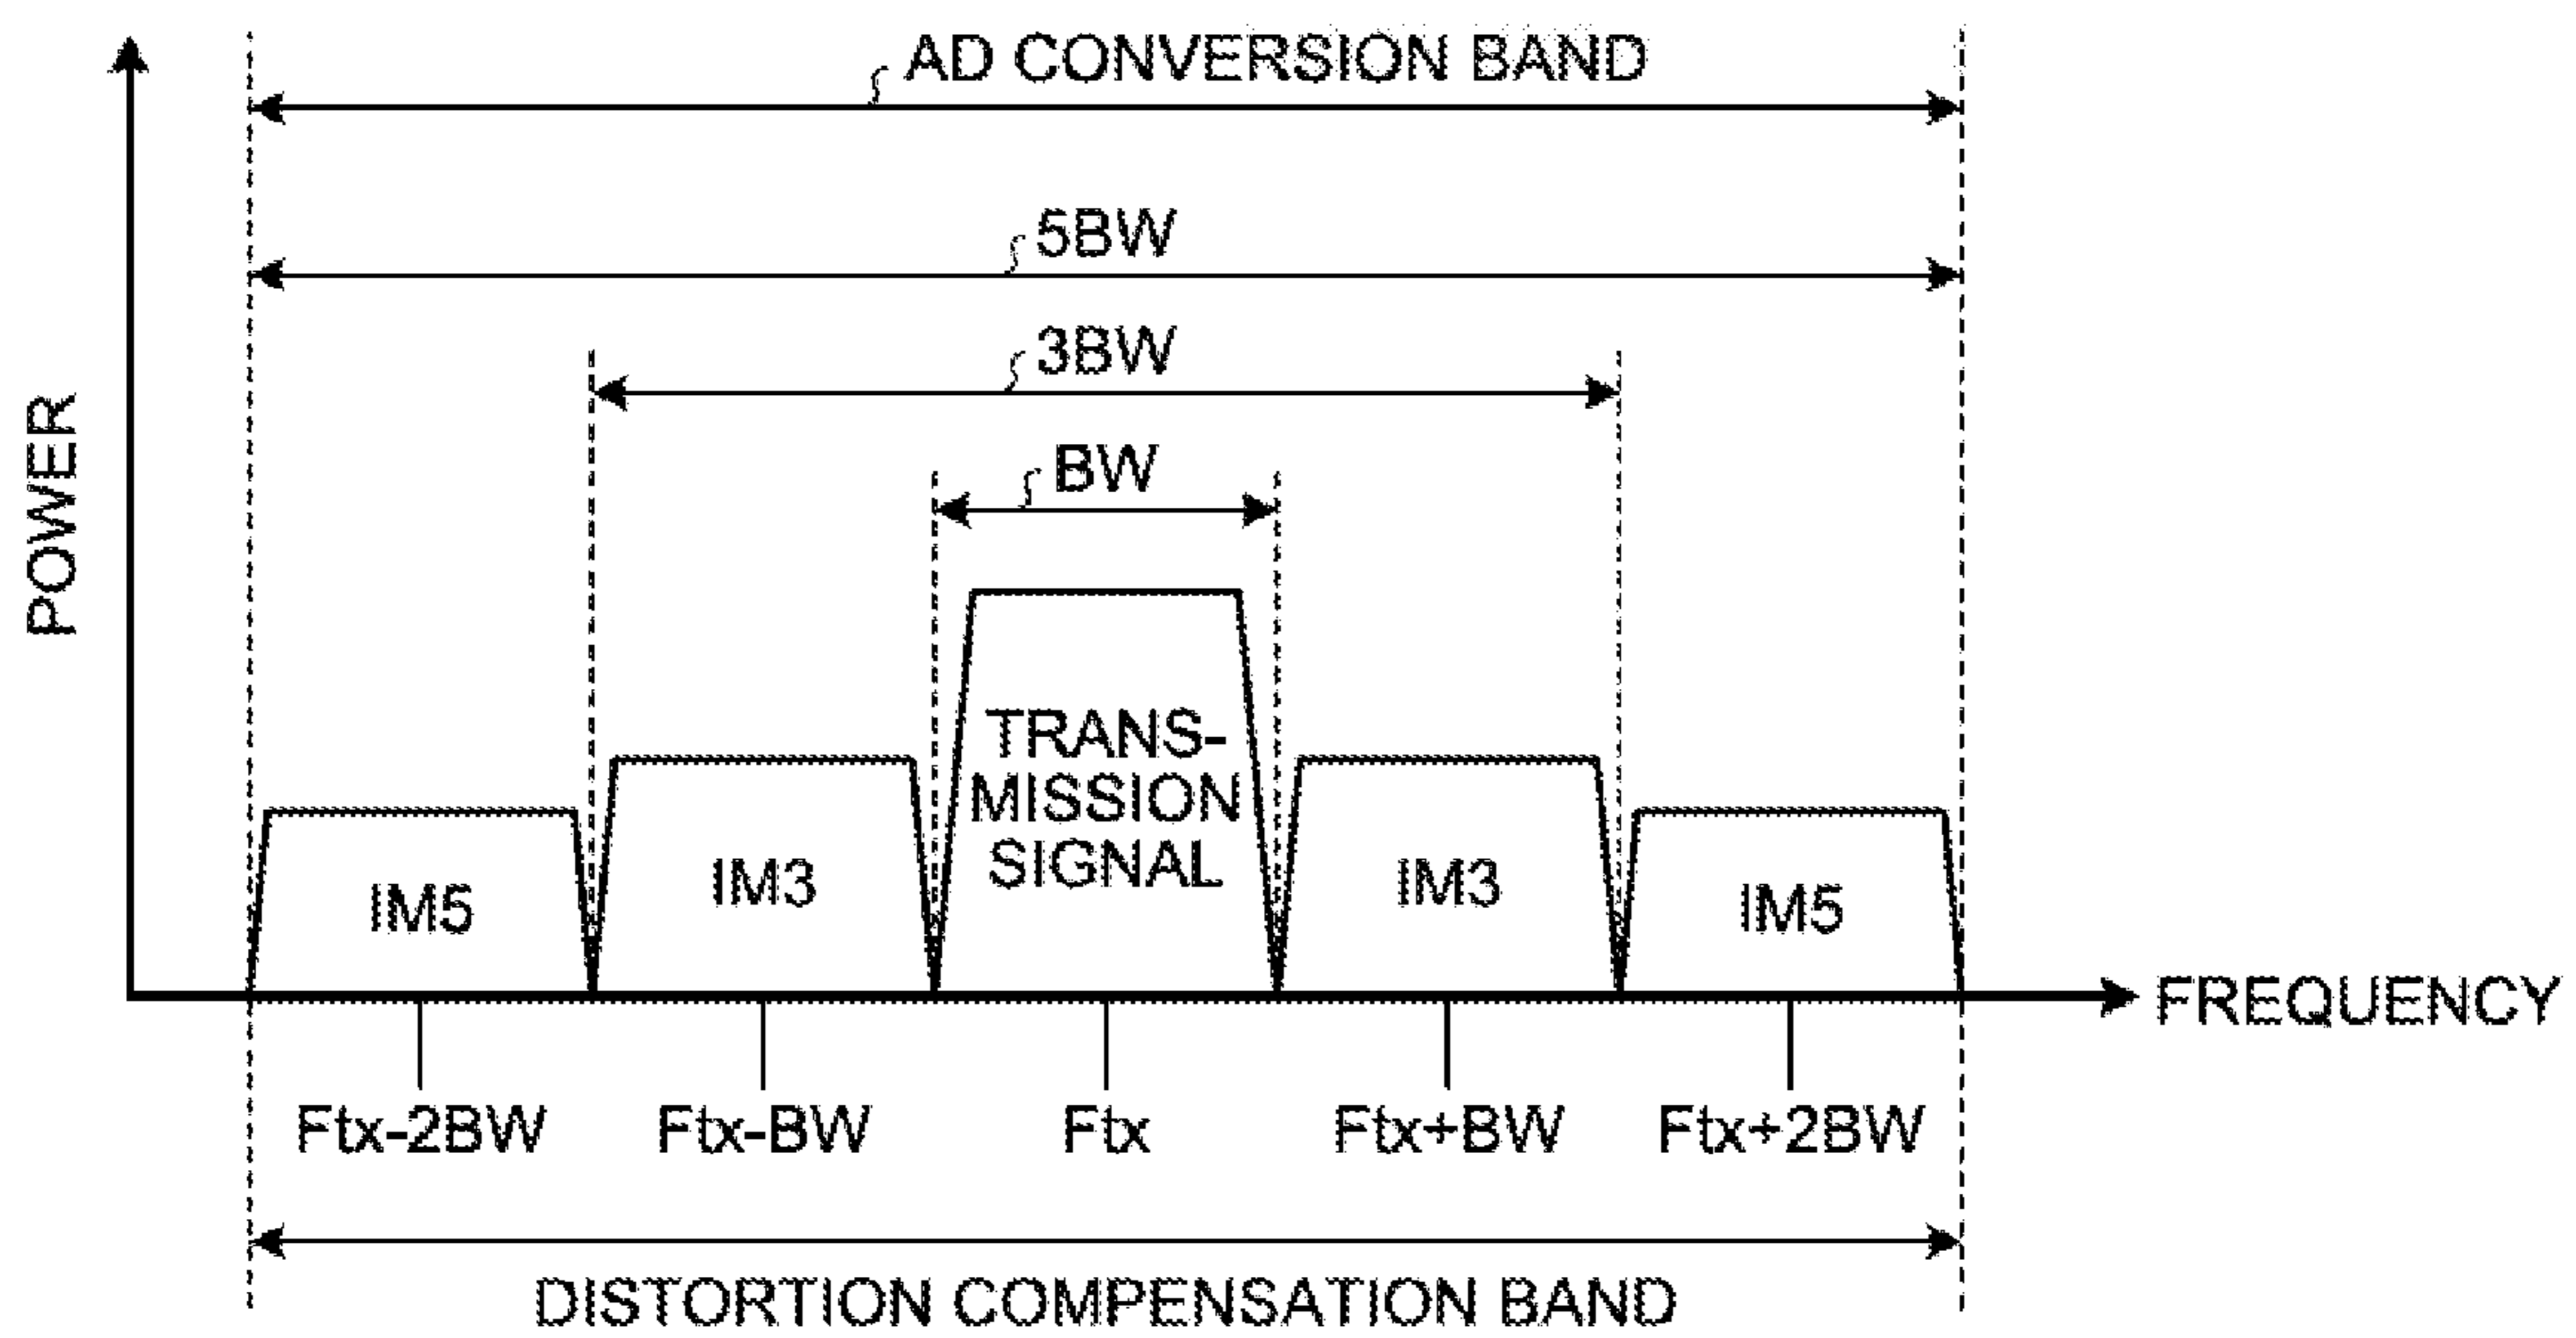 AD CONVERSION BAND
5BW
3BW
BW
POWER
TRANS-
MISSION
SIGNAL
IM5
IM3
IM3
IM5
FREQUENCY
Ftx-2BW
Ftx-BW
Ftx
Ftx+BW
Ftx+2BW
DISTORTION COMPENSATION BAND